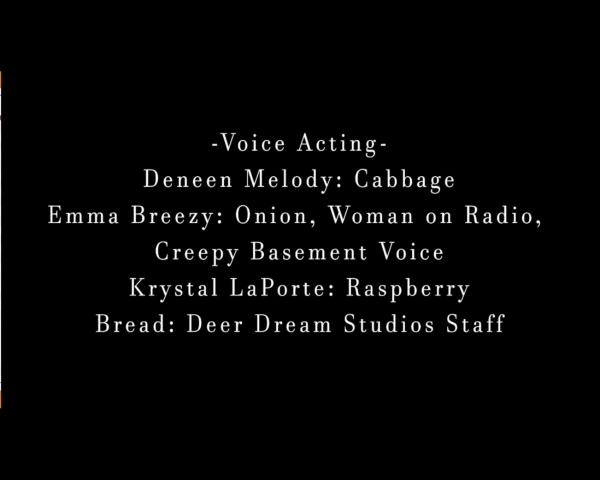 -Voice Acting-
Deneen Melody: Cabbage
Emma Breezy: Onion, Woman on Radio,
Creepy Basement Voice
Krystal LaPorte: Raspberry
Bread: Deer Dream Studios Staff